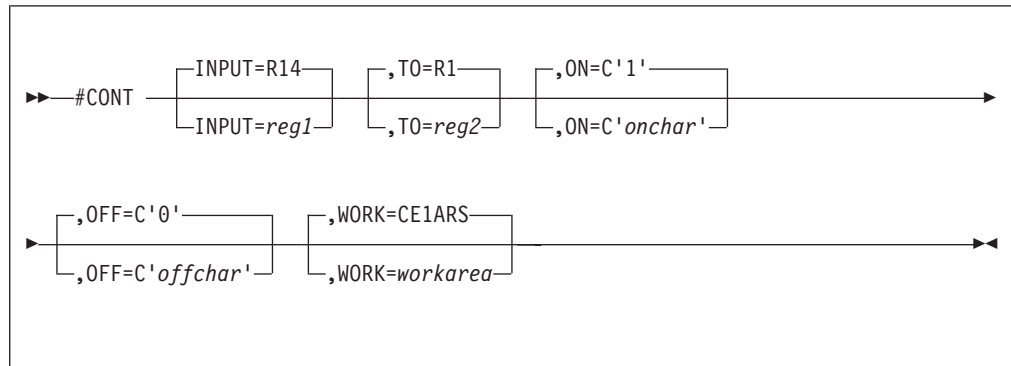 INPUT=R14 ,TO=R1 ,ON=C'1'
#CONT
INPUT=reg1 ,TO=reg2 ,ON=C'onchar'
,OFF=C'0' ,WORK=CE1ARS
,OFF=C'offchar' ,WORK=workarea